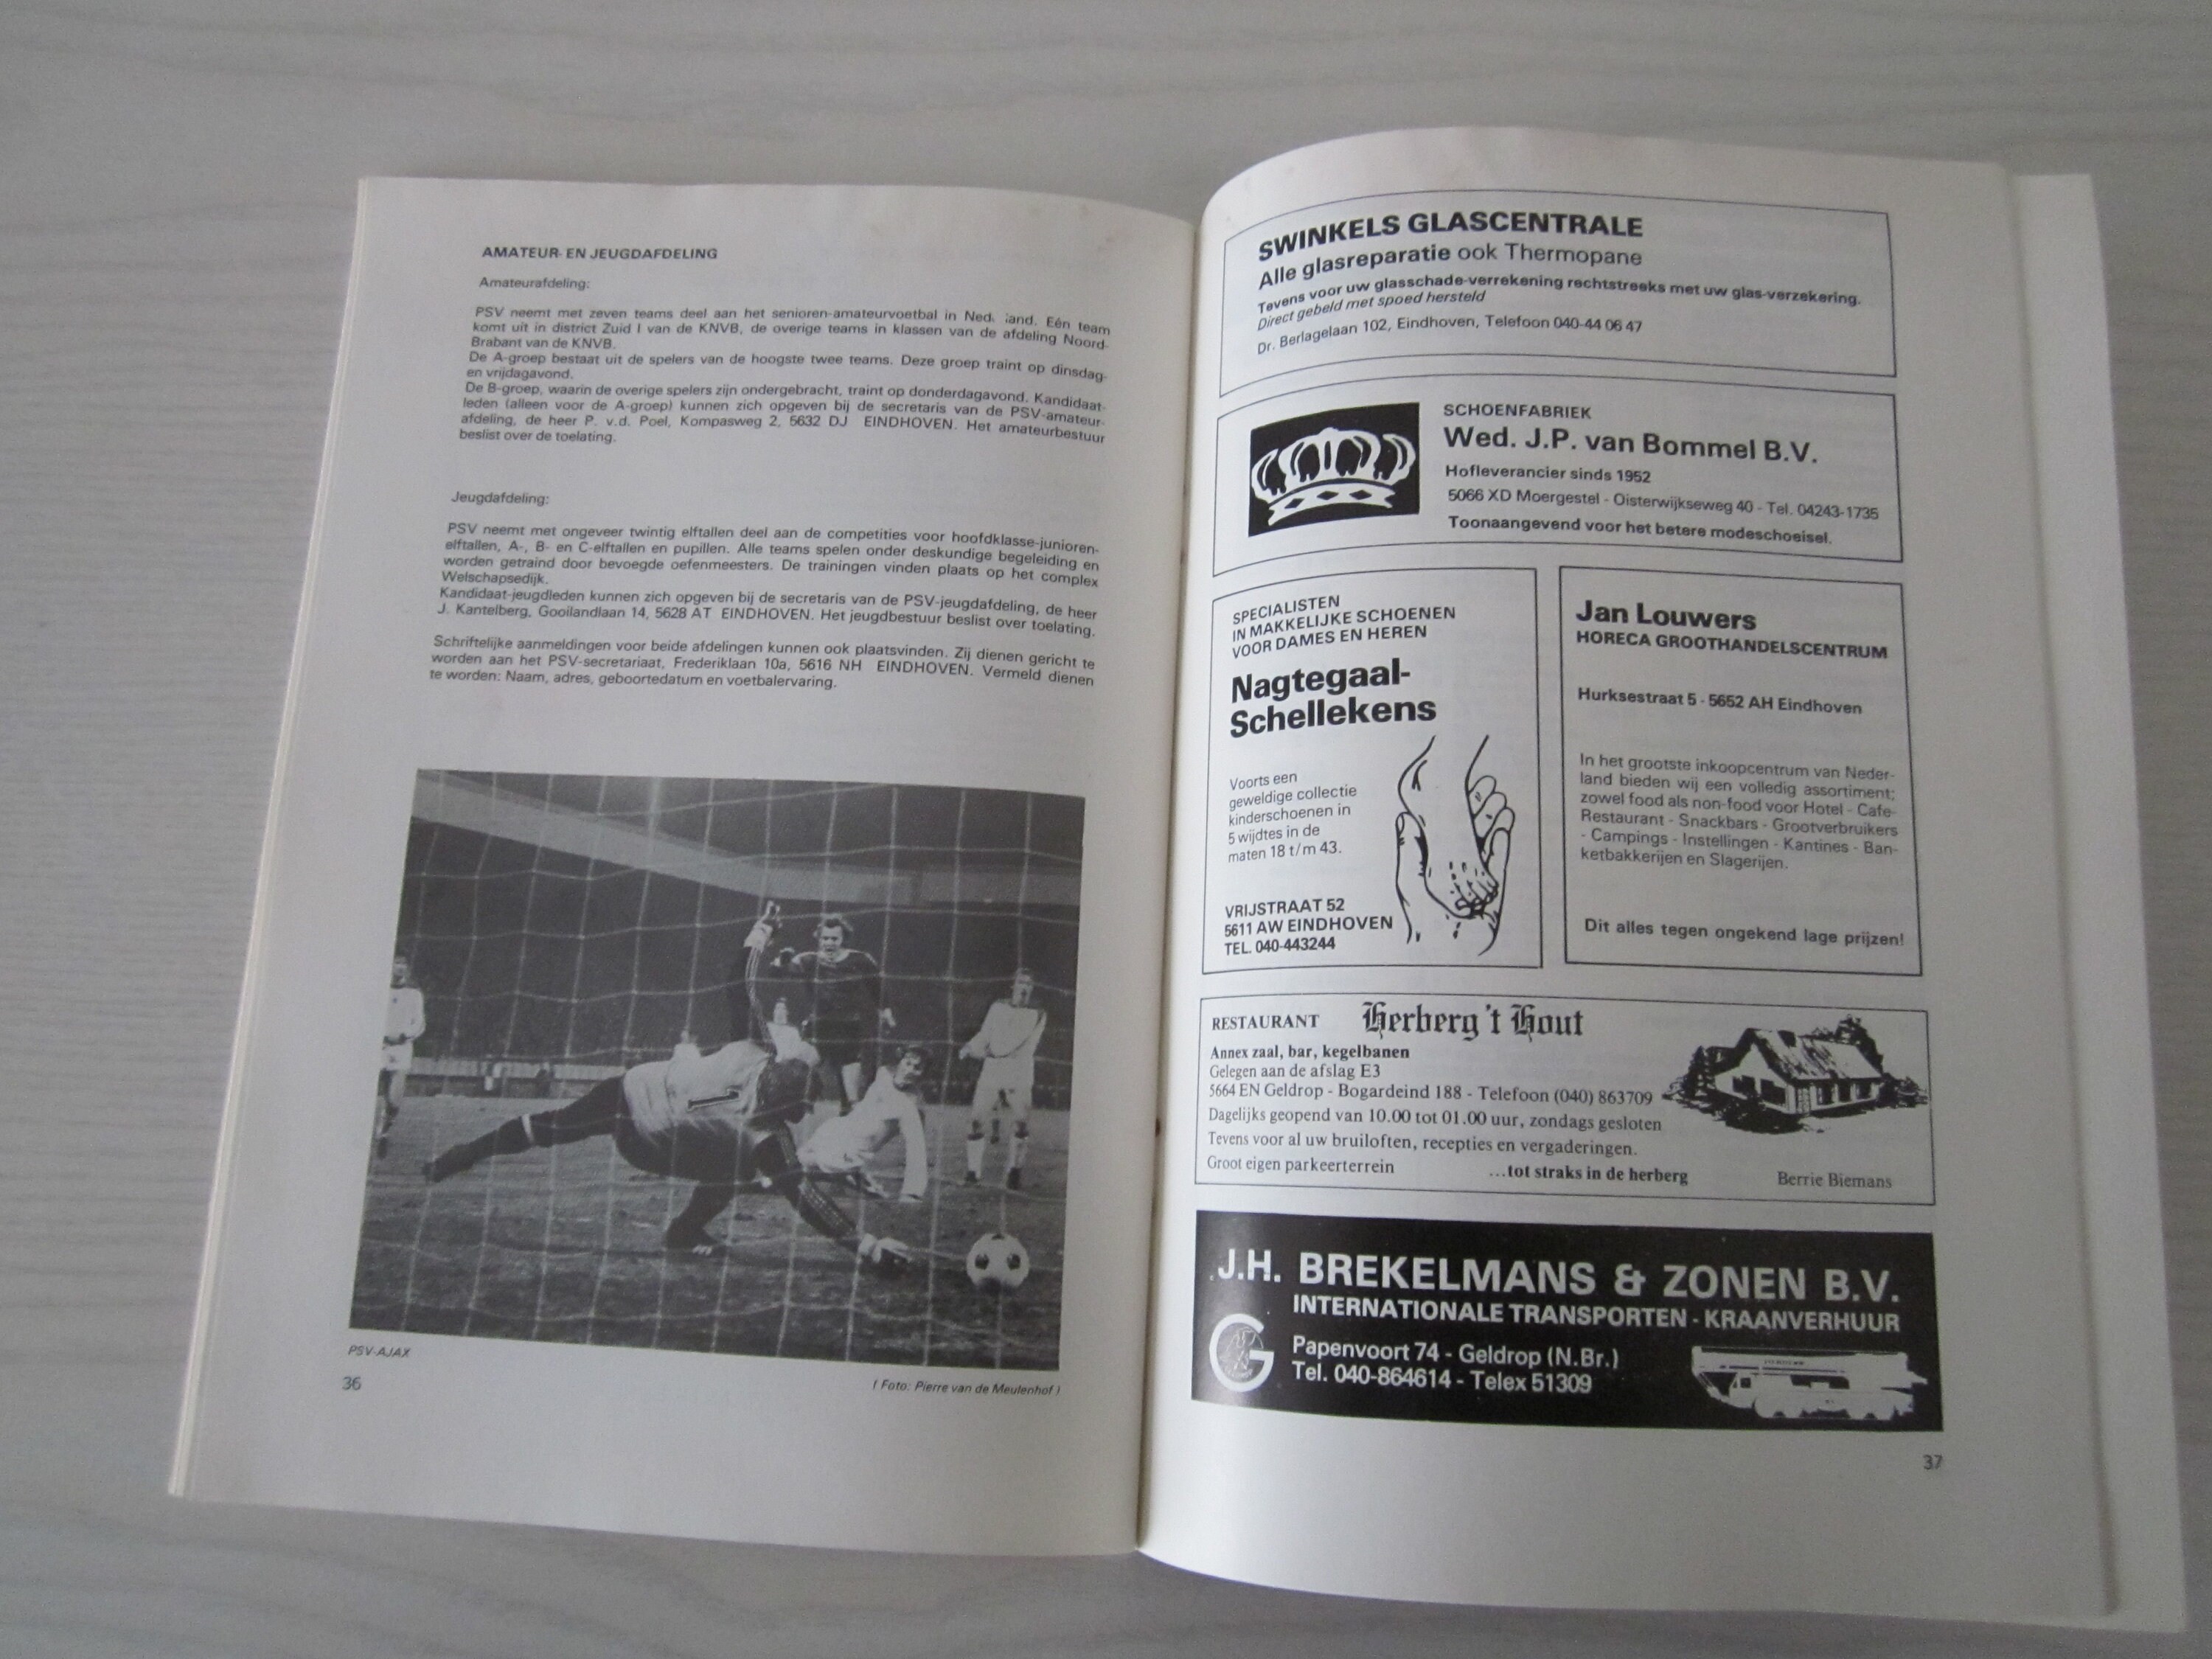 AMATEUR- EN JEUGDAFDELING
Amateurafdeling:
PSV neemt met zeven teams deel aan het senioren-amateurvoetbal in Ned land. Eén team
komt uit in district Zuid I van de KNVB, de overige teams in klassen van de afdeling Noord-
Brabant van de KNVB.
De A-groep bestaat uit de spelers van de hoogste twee teams. Deze groep traint op dinsdag-
en vrijdagavond.
De B-groep, waarin de overige spelers zijn ondergebracht, traint op donderdagavond. Kandidaat-
leden (alleen voor de A-groep) kunnen zich opgeven bij de secretaris van de PSV-amateur-
afdeling, de heer P. v.d. Poel, Kompasweg 2, 5632 DJ EINDHOVEN. Het amateurbestuur
beslist over de toelating.
Jeugdafdeling:
PSV neemt met ongeveer twintig elftallen deel aan de competities voor hoofdklasse-junioren-
elftallen, A-, B- en C-elftallen en pupillen. Alle teams spelen onder deskundige begeleiding en
worden getraind door bevoegde oefenmeesters. De trainingen vinden plaats op het complex
Welschapsedijk.
Kandidaat-jeugdleden kunnen zich opgeven bij de secretaris van de PSV-jeugdafdeling, de heer
J. Kantelberg, Gooilandlaan 14, 5628 AT EINDHOVEN. Het jeugdbestuur beslist over toelating.
Schriftelijke aanmeldingen voor beide afdelingen kunnen ook plaatsvinden. Zij dienen gericht te
worden aan het PSV-secretariaat, Frederiklaan 10a, 5616 NH EINDHOVEN. Vermeld dienen
te worden: Naam, adres, geboortedatum en voetbalervaring.
1
PSV-AJAX
36
( Foto: Pierre van de Meulenhof )
SWINKELS GLASCENTRALE
Alle glasreparatie ook Thermopane
Tevens voor uw glasschade-verrekening rechtstreeks met uw glas-verzekering.
Direct gebeld met spoed hersteld
Dr. Berlagelaan 102, Eindhoven, Telefoon 040-44 06 47
SCHOENFABRIEK
Wed. J.P. van Bommel B.V.
Hofleverancier sinds 1952
5066 XD Moergestel - Oisterwijkseweg 40 - Tel. 04243-1735
Toonaangevend voor het betere modeschoeisel.
SPECIALISTEN
IN MAKKELIJKE SCHOENEN
VOOR DAMES EN HEREN
Nagtegaal-
Schellekens
Voorts een
geweldige collectie
kinderschoenen in
5 wijdtes in de
maten 18 t/m 43.
VRIJSTRAAT 52
5611 AW EINDHOVEN
TEL. 040-443244
Jan Louwers
HORECA GROOTHANDELSCENTRUM
Hurksestraat 5 - 5652 AH Eindhoven
In het grootste inkoopcentrum van Neder-
land bieden wij een volledig assortiment;
zowel food als non-food voor Hotel - Cafe-
Restaurant - Snackbars - Grootverbruikers
- Campings - Instellingen - Kantines - Ban-
ketbakkerijen en Slagerijen.
Dit alles tegen ongekend lage prijzen!
RESTAURANT Herberg 't Hout
Annex zaal, bar, kegelbanen
Gelegen aan de afslag E3
5664 EN Geldrop - Bogardeind 188 - Telefoon (040) 863709
Dagelijks geopend van 10.00 tot 01.00 uur, zondags gesloten
Tevens voor al uw bruiloften, recepties en vergaderingen.
Groot eigen parkeerterrein ...tot straks in de herberg Berrie Biemans
J.H. BREKELMANS & ZONEN B.V.
INTERNATIONALE TRANSPORTEN - KRAANVERHUUR
G
Papenvoort 74 - Geldrop (N.Br.)
Tel. 040-864614 - Telex 51309
37